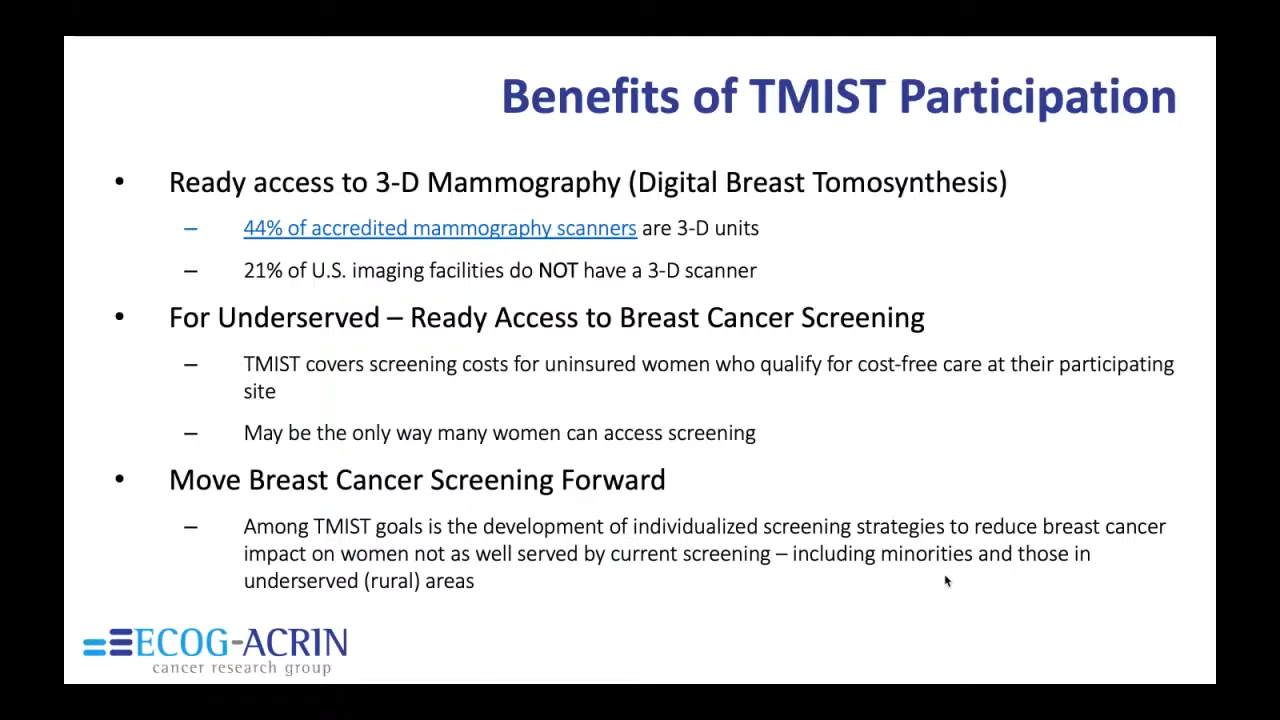 Benefits of TMIST Participation
• Ready access to 3-D Mammography (Digital Breast Tomosynthesis)
– 44% of accredited mammography scanners are 3-D units
– 21% of U.S. imaging facilities do NOT have a 3-D scanner
• For Underserved – Ready Access to Breast Cancer Screening
– TMIST covers screening costs for uninsured women who qualify for cost-free care at their participating
site
– May be the only way many women can access screening
• Move Breast Cancer Screening Forward
– Among TMIST goals is the development of individualized screening strategies to reduce breast cancer
impact on women not as well served by current screening – including minorities and those in
underserved (rural) areas
ECOG-ACRIN
cancer research group